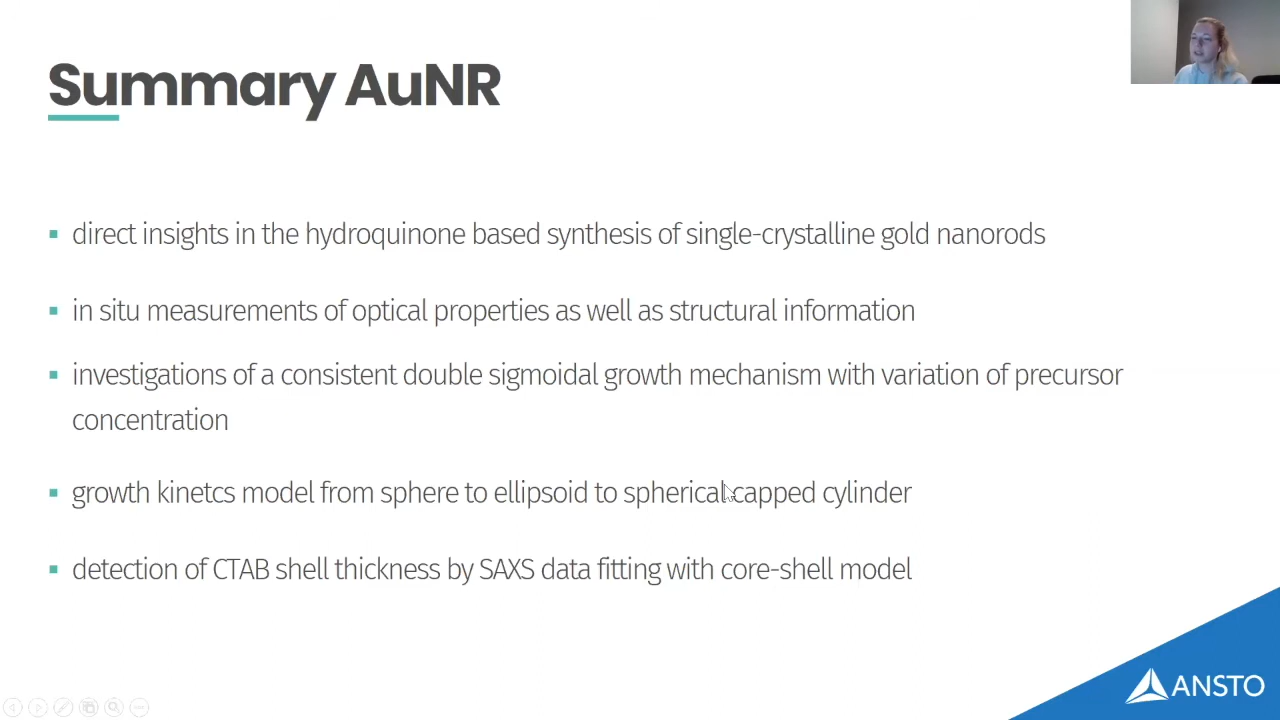 Summary AuNR
direct insights in the hydroquinone based synthesis of single-crystalline gold nanorods
in situ measurements of optical properties as well as structural information
investigations of a consistent double sigmoidal growth mechanism with variation of precursor
concentration
growth kinetcs model from sphere to ellipsoid to spherical capped cylinder
detection of CTAB shell thickness by SAXS data fitting with core-shell model
ANSTO